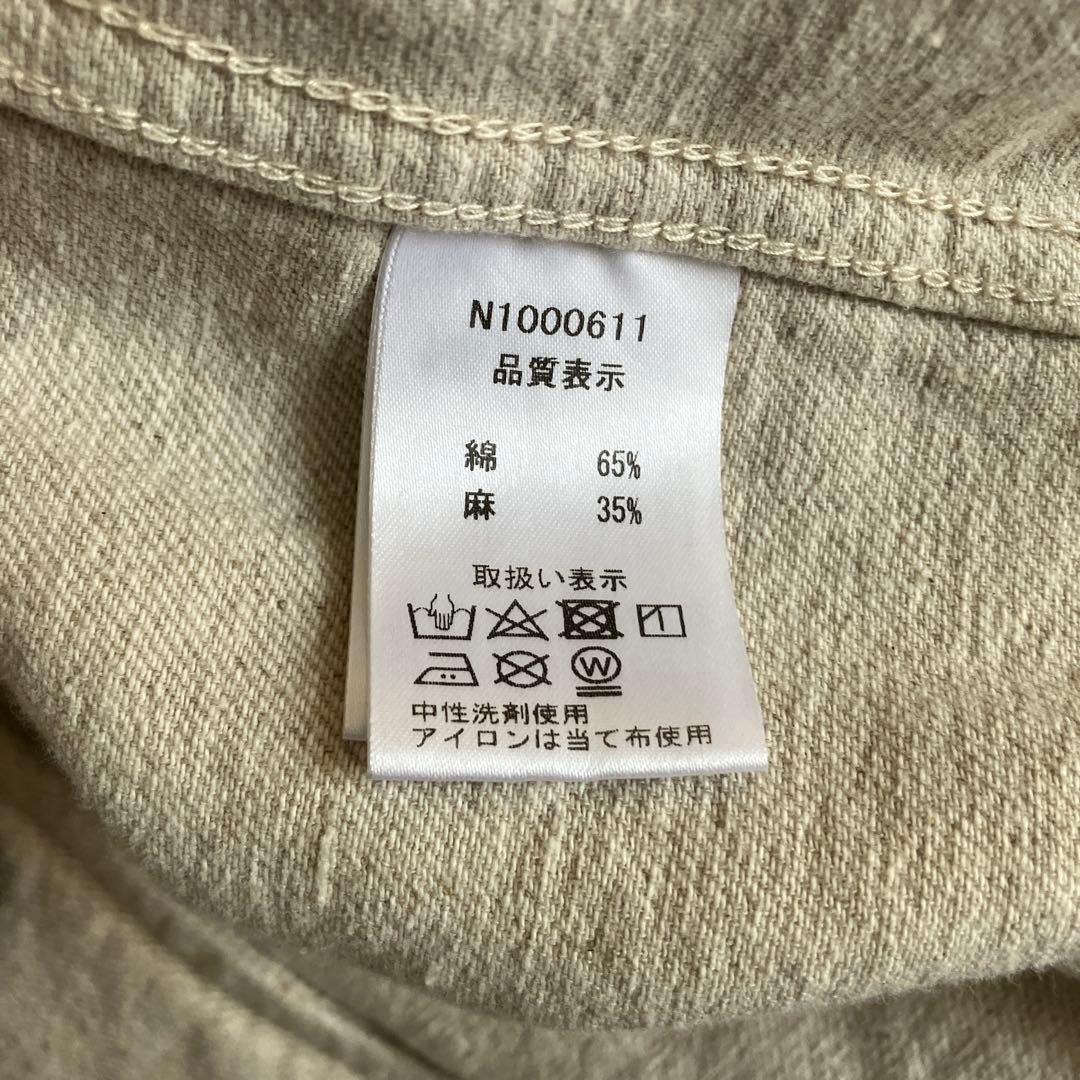 N1000611
品質表示
綿 65%
麻 35%
取扱い表示
W
中性洗剤使用
アイロンは当て布使用